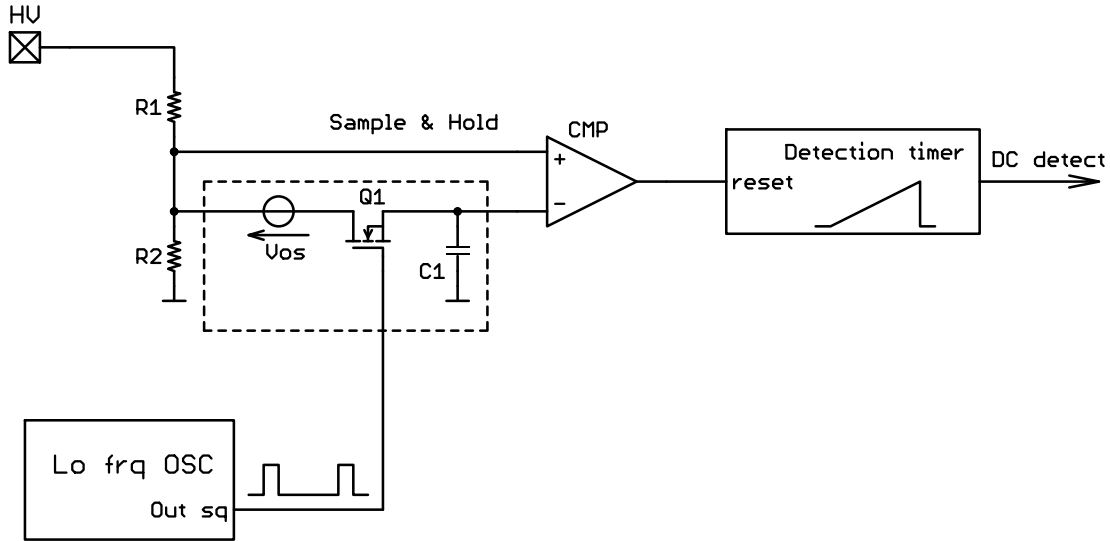 HV
R1
Sample & Hold
CMP
+
Detection timer
DC detect
reset
Q1
-
Vos
R2
C1
Lo frq OSC
Out sq